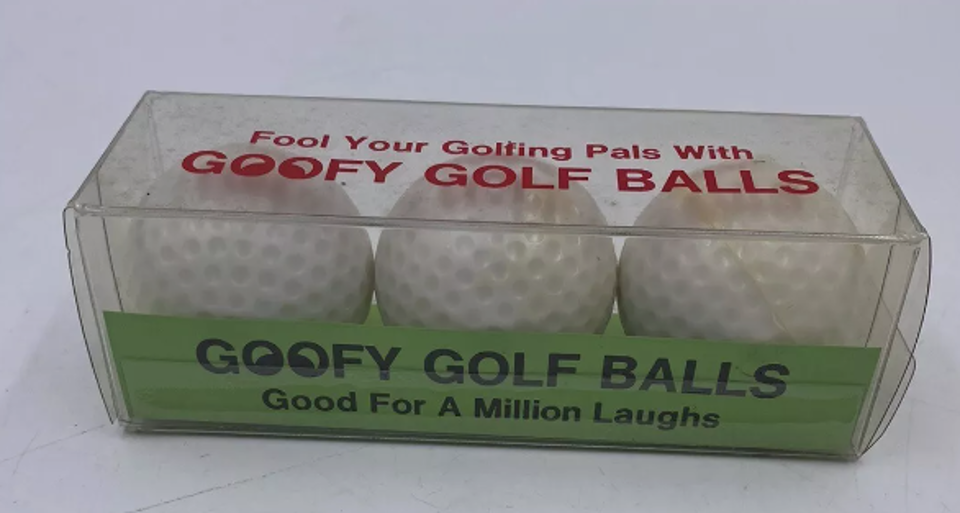 Fool Your Golfing Pals With
GOOFY GOLF BALLS
GOOFY GOLF BALLS
Good For A Million Laughs